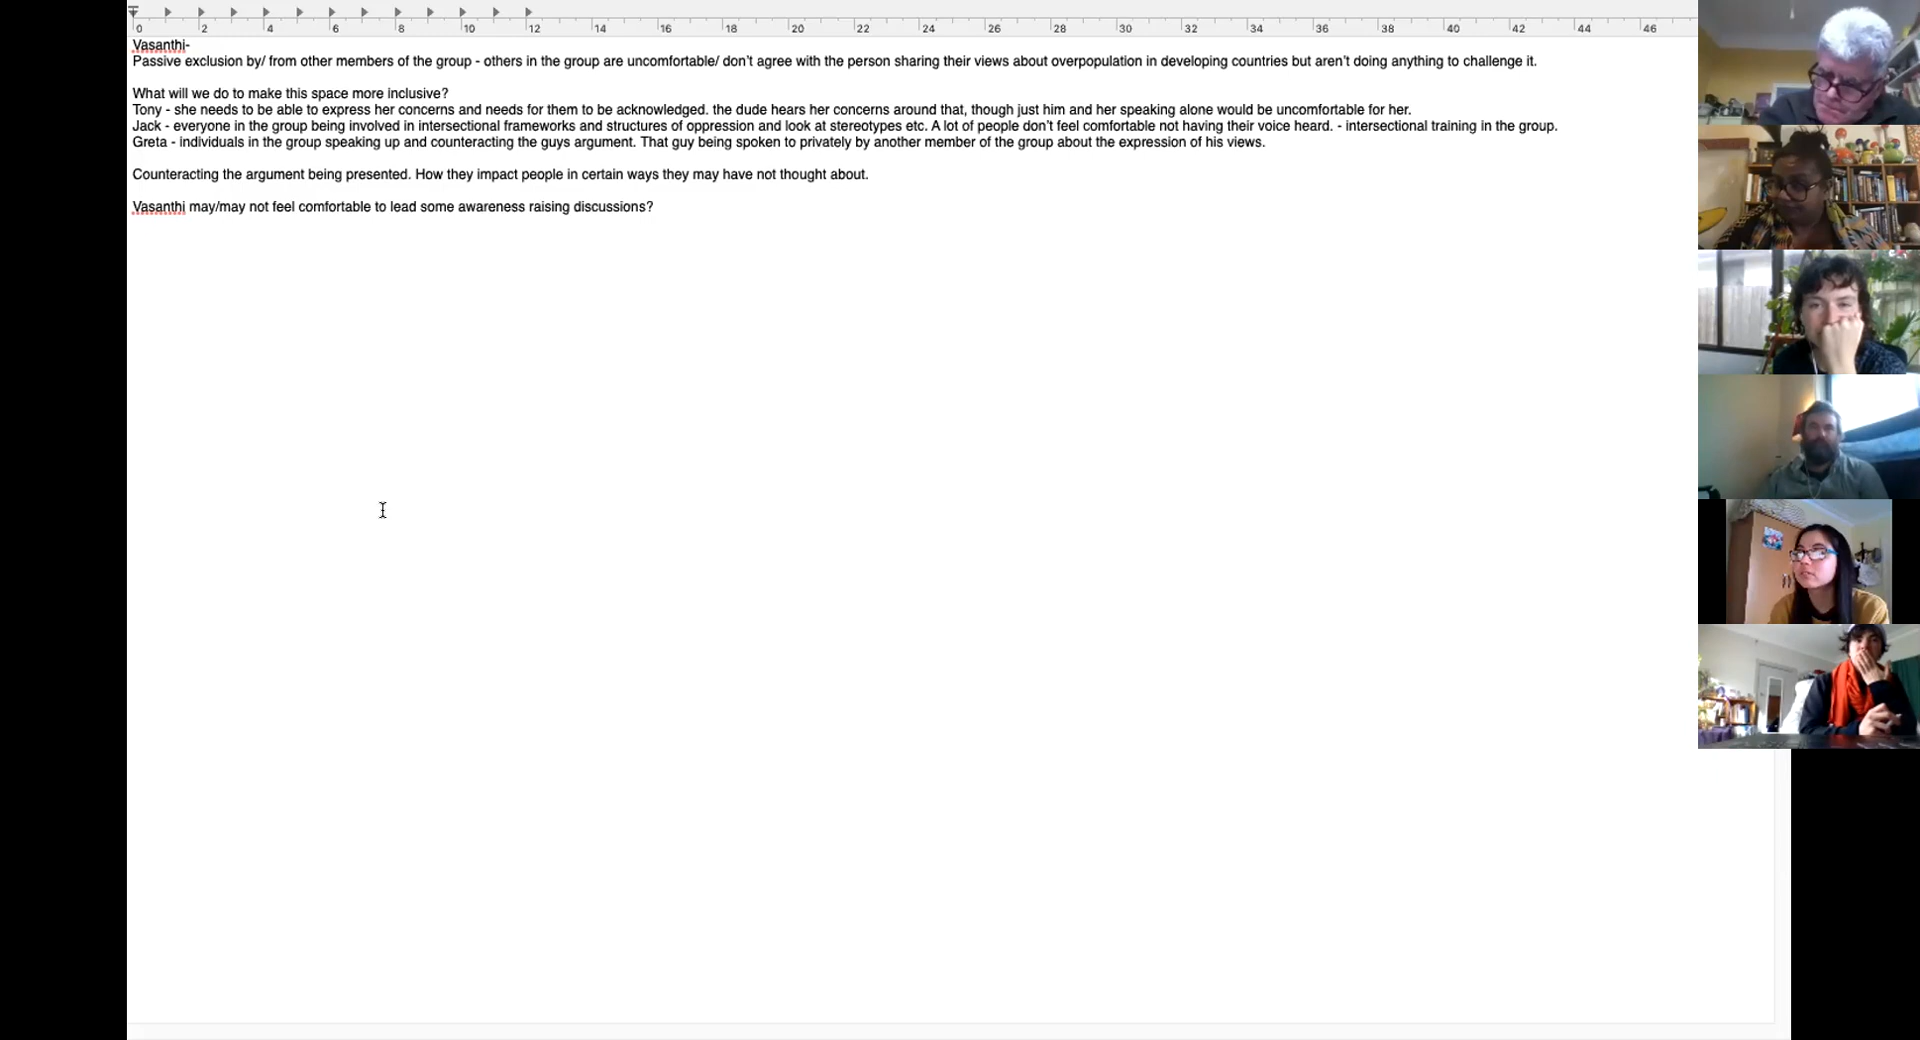 0 2 4 6 8 10 12 14 16 18 20 22 24 26 28 30 32 34 36 38 40 42 44 46
Vasanthi-
Passive exclusion by/ from other members of the group - others in the group are uncomfortable/ don't agree with the person sharing their views about overpopulation in developing countries but aren't doing anything to challenge it.
What will we do to make this space more inclusive?
Tony - she needs to be able to express her concerns and needs for them to be acknowledged. the dude hears her concerns around that, though just him and her speaking alone would be uncomfortable for her.
Jack - everyone in the group being involved in intersectional frameworks and structures of oppression and look at stereotypes etc. A lot of people don't feel comfortable not having their voice heard. - intersectional training in the group.
Greta - individuals in the group speaking up and counteracting the guys argument. That guy being spoken to privately by another member of the group about the expression of his views.
Counteracting the argument being presented. How they impact people in certain ways they may have not thought about.
Vasanthi may/may not feel comfortable to lead some awareness raising discussions?